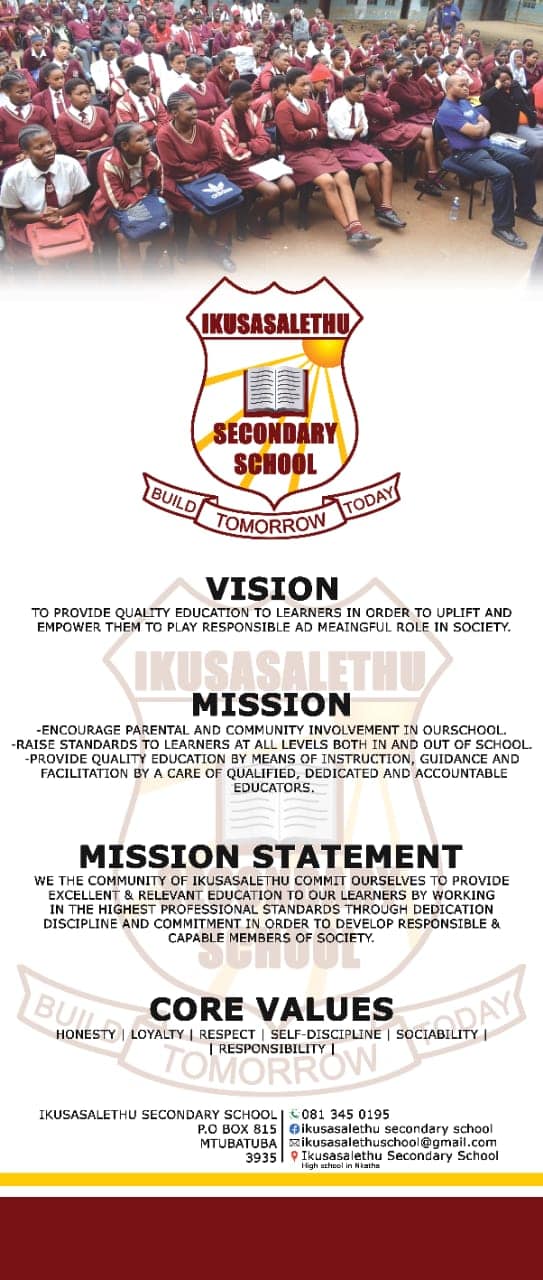 IKUSASALETHU
SECONDARY
SCHOOL
BUILD TOMORROW TODAY
VISION
TO PROVIDE QUALITY EDUCATION TO LEARNERS IN ORDER TO UPLIFT AND
EMPOWER THEM TO PLAY RESPONSIBLE AD MEAINGFUL ROLE IN SOCIETY.
IKUSASALETHU
MISSION
-ENCOURAGE PARENTAL AND COMMUNITY INVOLVEMENT IN OURSCHOOL.
-RAISE STANDARDS TO LEARNERS AT ALL LEVELS BOTH IN AND OUT OF SCHOOL.
-PROVIDE QUALITY EDUCATION BY MEANS OF INSTRUCTION, GUIDANCE AND
FACILITATION BY A CARE OF QUALIFIED, DEDICATED AND ACCOUNTABLE
EDUCATORS.
MISSION STATEMENT
SECONDARY
WE THE COMMUNITY OF IKUSASALETHU COMMIT OURSELVES TO PROVIDE
EXCELLENT & RELEVANT EDUCATION TO OUR LEARNERS BY WORKING
IN THE HIGHEST PROFESSIONAL STANDARDS THROUGH DEDICATION
DISCIPLINE AND COMMITMENT IN ORDER TO DEVELOP RESPONSIBLE &
CAPABLE MEMBERS OF SOCIETY.
SCHOOL
CORE VALUES
HONESTY | LOYALTY | RESPECT | SELF-DISCIPLINE | SOCIABILITY |
| RESPONSIBILITY |
BUILD TOMORROW TODAY
IKUSASALETHU SECONDARY SCHOOL
P.O BOX 815
MTUBATUBA
3935
081 345 0195
ikusasalethu secondary school
ikusasalethuschool@gmail.com
Ikusasalethu Secondary School
High school in Nkatha
adidas